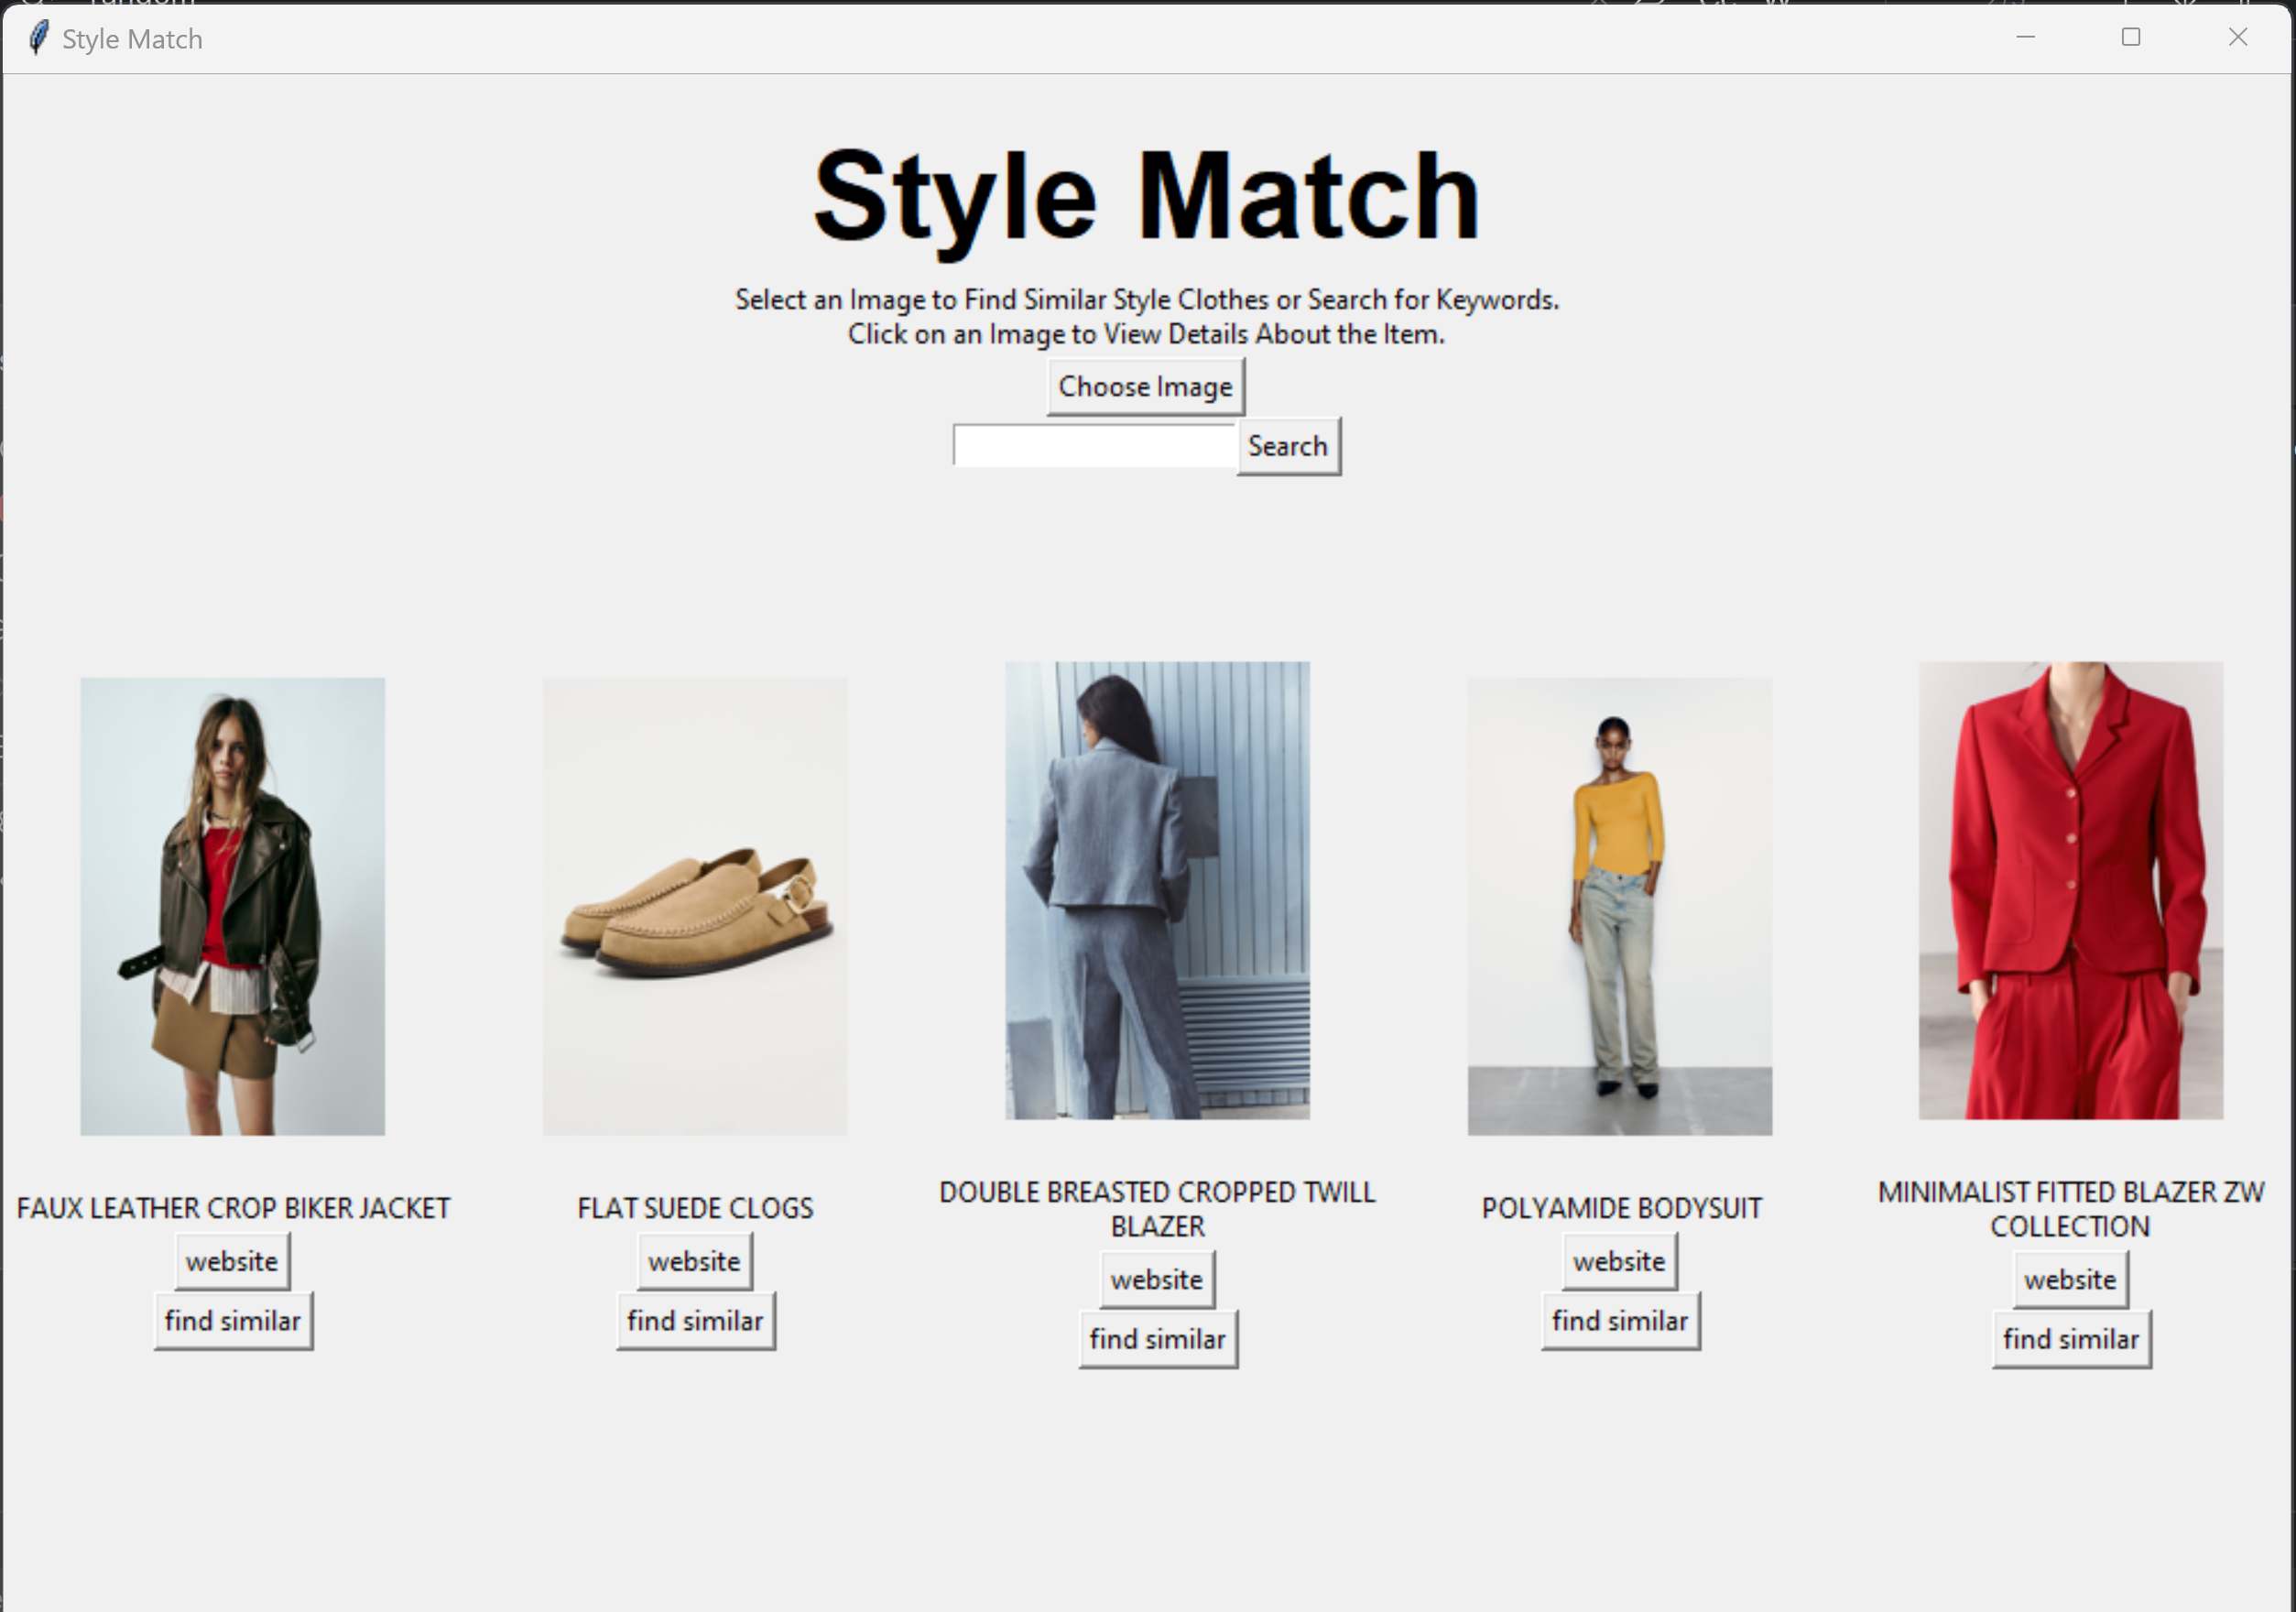 Style Match
Style Match
Select an Image to Find Similar Style Clothes or Search for Keywords.
Click on an Image to View Details About the Item.
Choose Image
Search
FAUX LEATHER CROP BIKER JACKET
website
find similar
FLAT SUEDE CLOGS
website
find similar
DOUBLE BREASTED CROPPED TWILL
BLAZER
website
find similar
POLYAMIDE BODYSUIT
website
find similar
MINIMALIST FITTED BLAZER ZW
COLLECTION
website
find similar